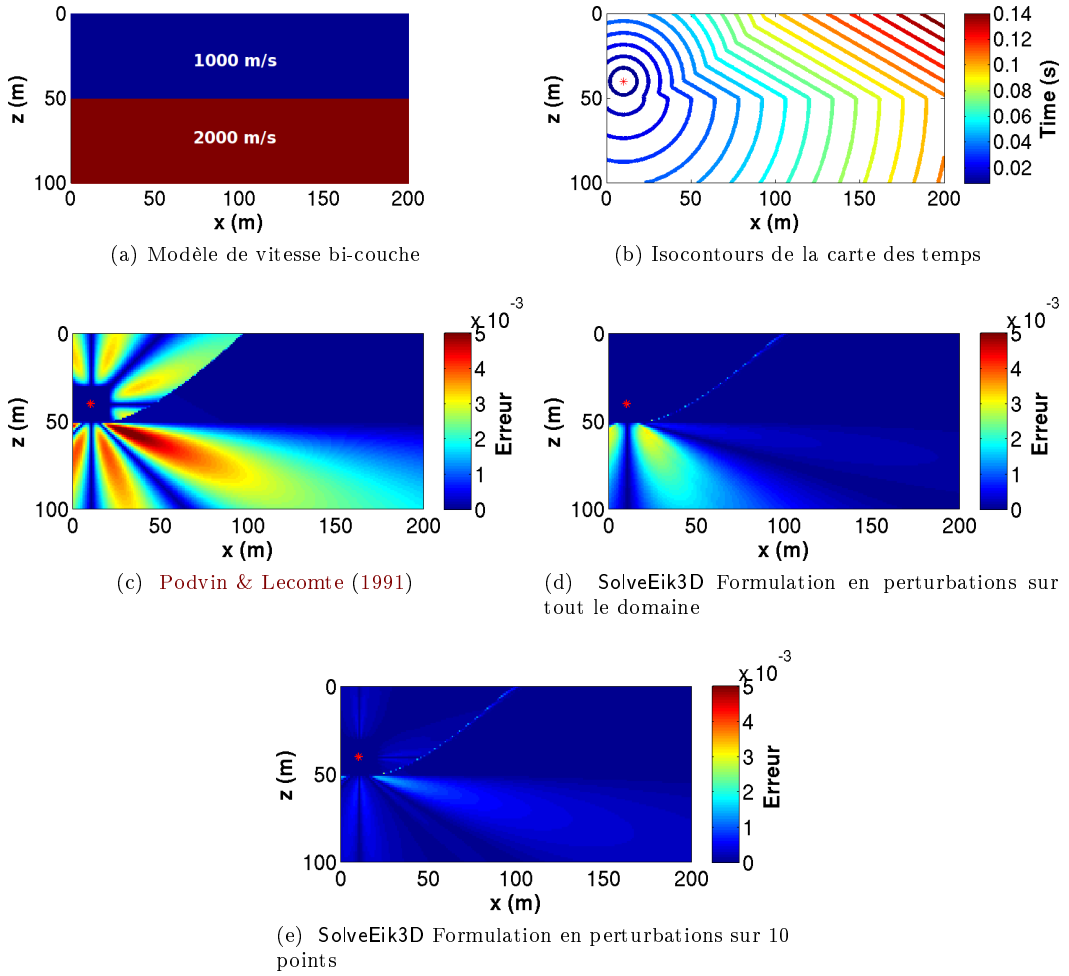 0
50
100
z (m)
1000 m/s
2000 m/s
0
50
100
150
200
x (m)
(a) Modèle de vitesse bi-couche
0
50
100
z (m)
0
50
100
150
200
x (m)
0.14
0.12
0.10
0.08
0.06
0.04
0.02
Time (s)
(b) Isocontours de la carte des temps
0
50
100
z (m)
0
50
100
150
200
x (m)
x 10 -3
5
4
3
2
1
0
Erreur
(c) Podvin & Lecomte (1991)
0
50
100
z (m)
0
50
100
150
200
x (m)
x 10 -3
5
4
3
2
1
0
Erreur
(d) SolveEik3D Formulation en perturbations sur
tout le domaine
0
50
100
z (m)
0
50
100
150
200
x (m)
x 10 -3
5
4
3
2
1
0
Erreur
(e) SolveEik3D Formulation en perturbations sur 10
points